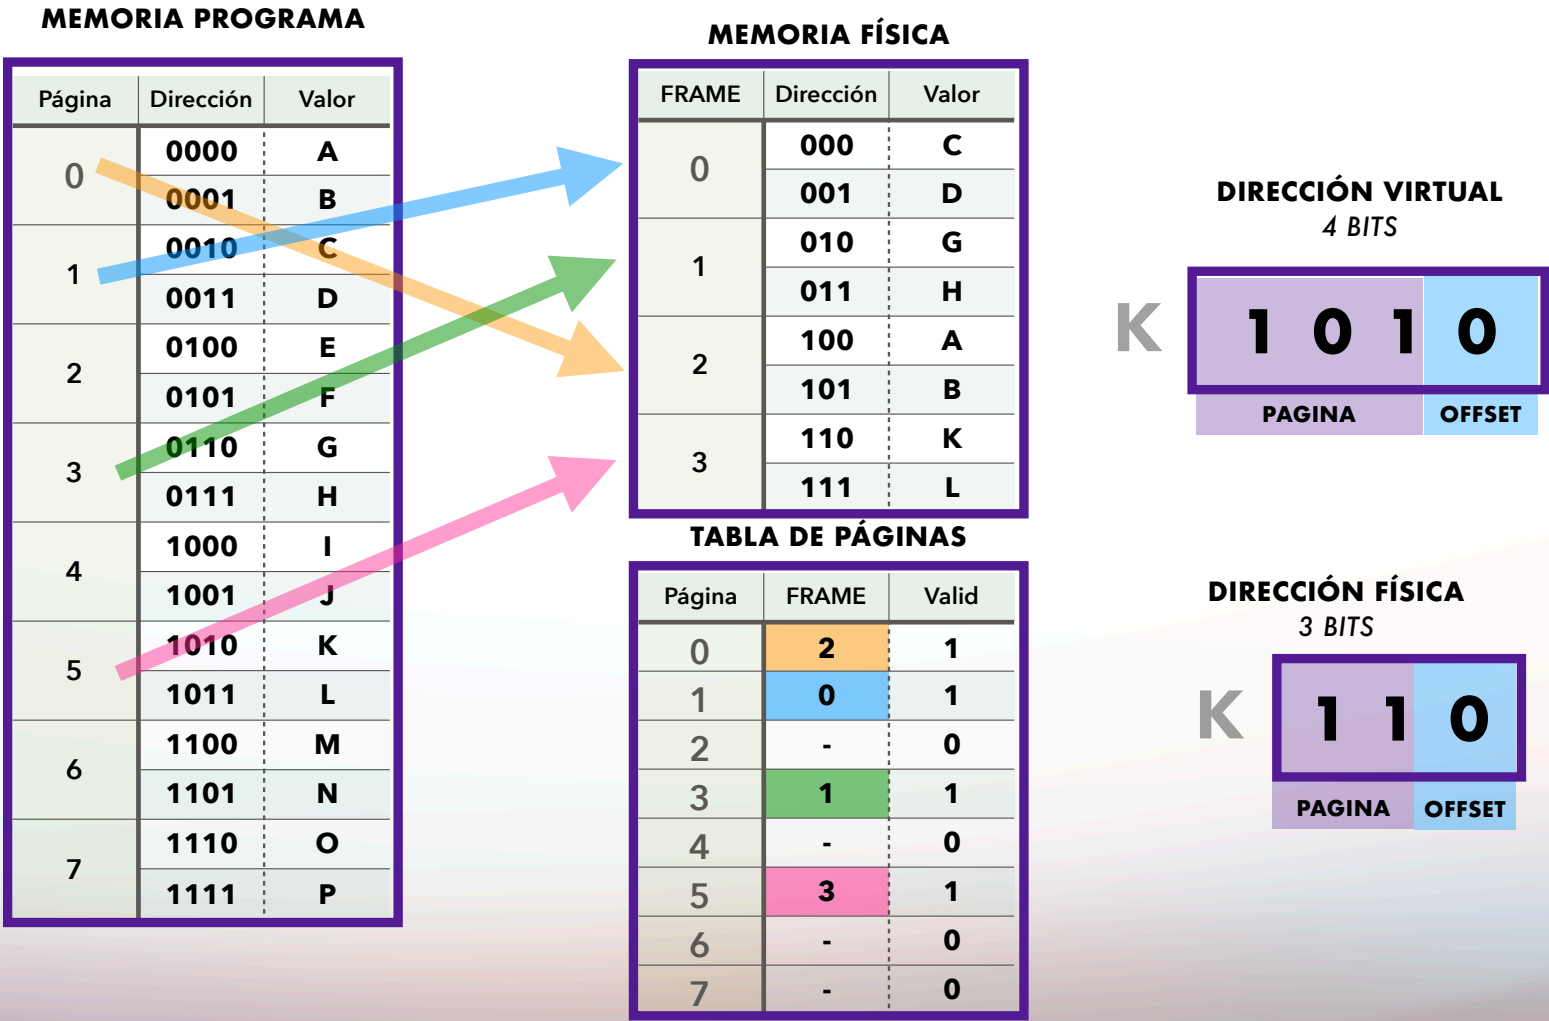 MEMORIA PROGRAMA
Página Dirección Valor
0 0000 A
0001 B
1 0010 C
0011 D
2 0100 E
0101 F
3 0110 G
0111 H
4 1000 I
1001 J
5 1010 K
1011 L
6 1100 M
1101 N
7 1110 O
1111 P
MEMORIA FÍSICA
FRAME Dirección Valor
0 000 C
001 D
1 010 G
011 H
2 100 A
101 B
3 110 K
111 L
TABLA DE PÁGINAS
Página FRAME Valid
0 2 1
1 0 1
2 - 0
3 1 1
4 - 0
5 3 1
6 - 0
7 - 0
DIRECCIÓN VIRTUAL
4 BITS
K 1 0 1 0
PAGINA OFFSET
DIRECCIÓN FÍSICA
3 BITS
K 1 1 0
PAGINA OFFSET